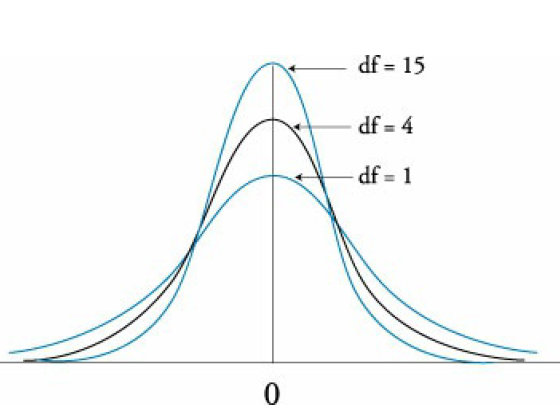 df = 15
df = 4
df = 1
0